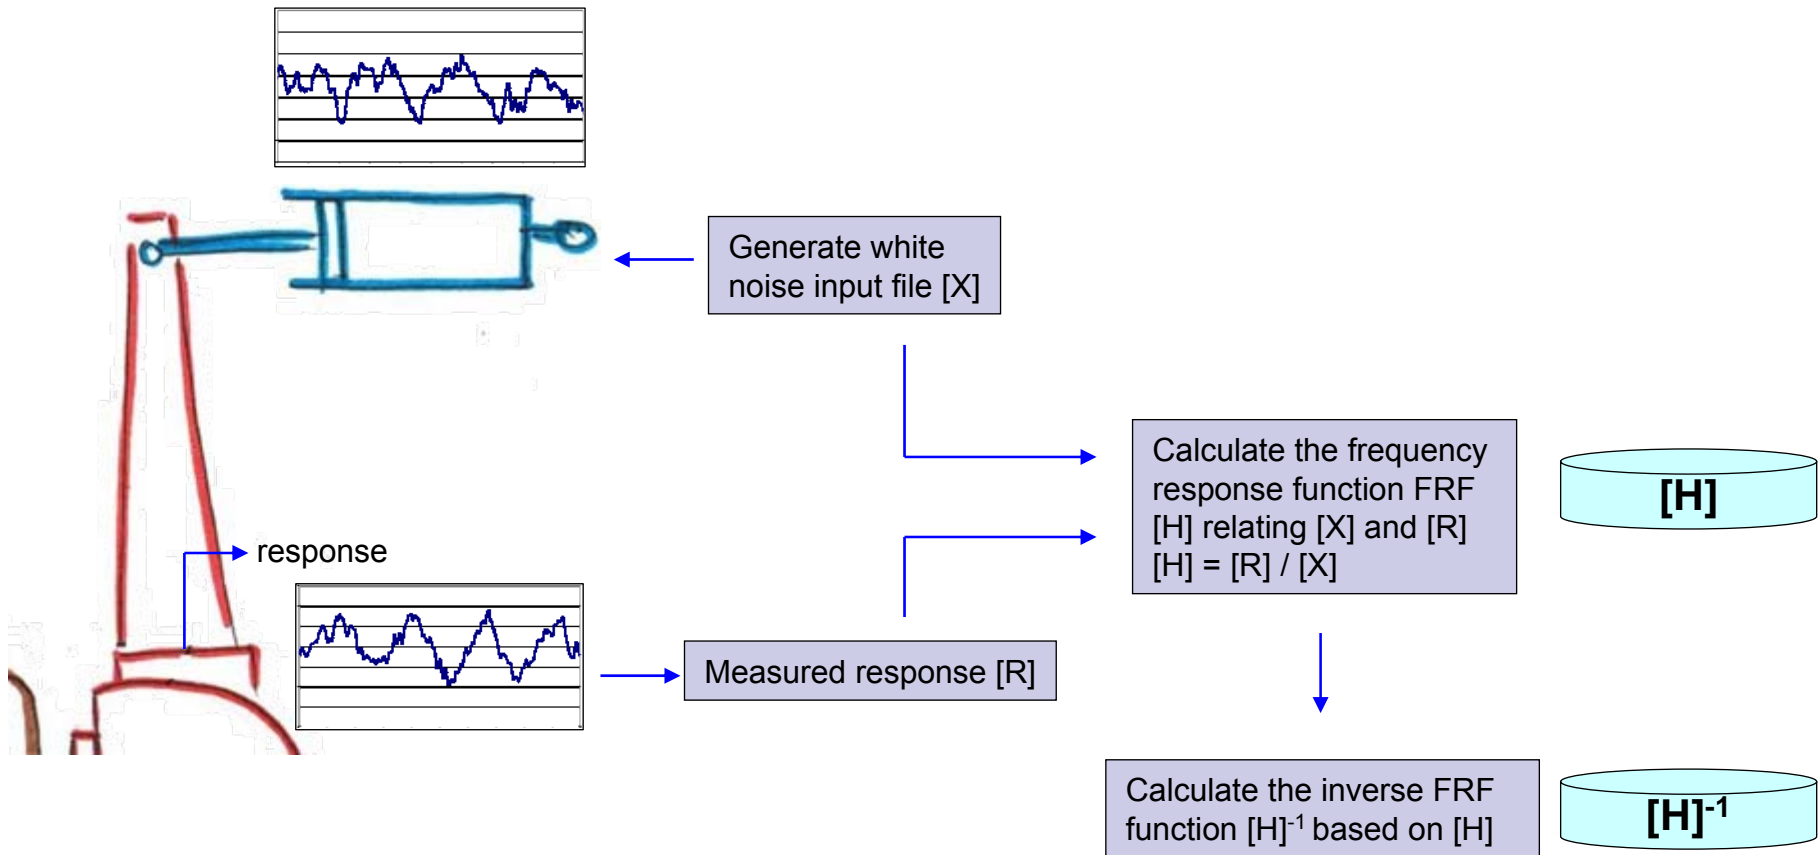 Generate white
noise input file [X]
Calculate the frequency
response function FRF
[H] relating [X] and [R]
[H] = [R] / [X]
[H]
response
Measured response [R]
Calculate the inverse FRF
function [H]-1 based on [H]
[H]-1